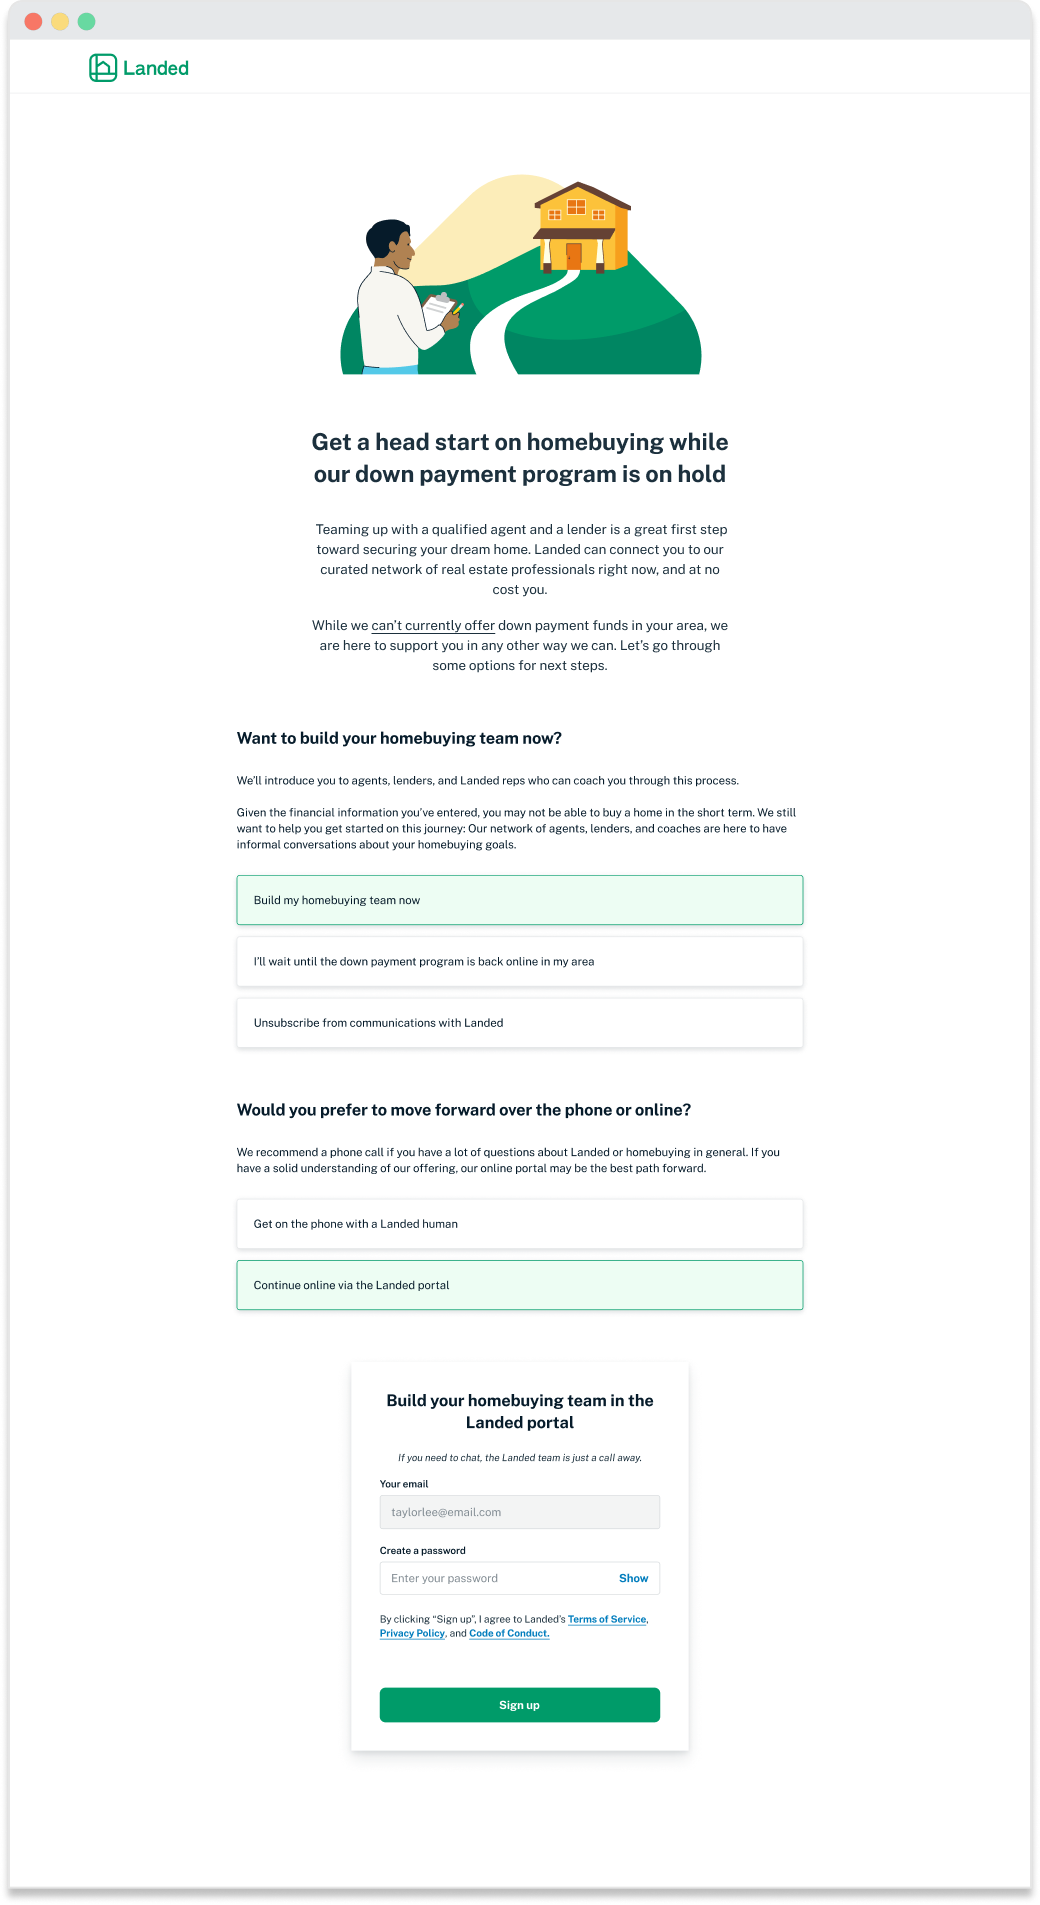 Landed
Get a head start on homebuying while
our down payment program is on hold
Teaming up with a qualified agent and a lender is a great first step
toward securing your dream home. Landed can connect you to our
curated network of real estate professionals right now, and at no
cost you.
While we can’t currently offer down payment funds in your area, we
are here to support you in any other way we can. Let’s go through
some options for next steps.
Want to build your homebuying team now?
We’ll introduce you to agents, lenders, and Landed reps who can coach you through this process.
Given the financial information you’ve entered, you may not be able to buy a home in the short term. We still
want to help you get started on this journey: Our network of agents, lenders, and coaches are here to have
informal conversations about your homebuying goals.
Build my homebuying team now
I’ll wait until the down payment program is back online in my area
Unsubscribe from communications with Landed
Would you prefer to move forward over the phone or online?
We recommend a phone call if you have a lot of questions about Landed or homebuying in general. If you
have a solid understanding of our offering, our online portal may be the best path forward.
Get on the phone with a Landed human
Continue online via the Landed portal
Build your homebuying team in the
Landed portal
If you need to chat, the Landed team is just a call away.
Your email
taylorlee@email.com
Create a password
Enter your password Show
By clicking “Sign up”, I agree to Landed’s Terms of Service,
Privacy Policy, and Code of Conduct.
Sign up